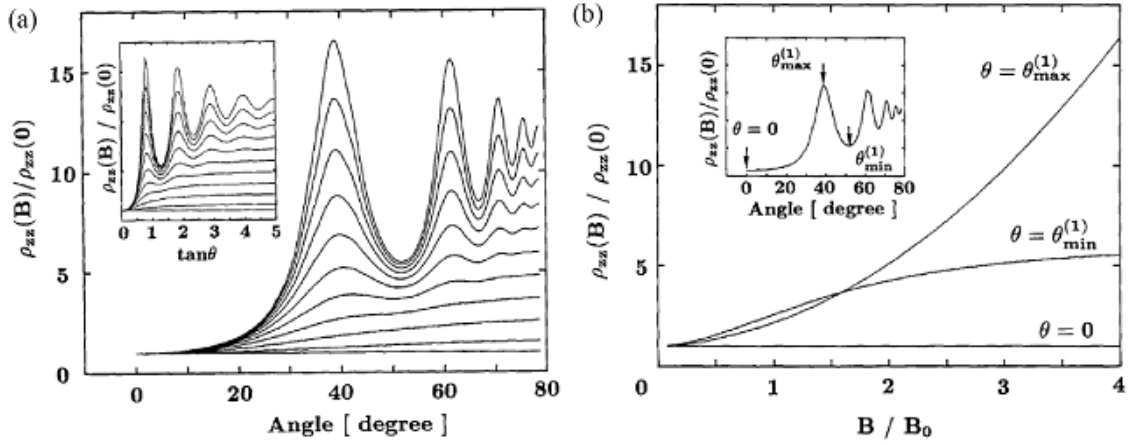 (a)
ρzz(B)/ρzz(0)
15
10
5
0
0 20 40 60 80
Angle [ degree ]
ρzz(B) / ρzz(0)
0 1 2 3 4 5
tanθ
(b)
ρzz(B) / ρzz(0)
15
10
5
0
0 1 2 3 4
B / B0
θ = θ(1)max
θ = θ(1)min
θ = 0
ρzz(B)/ρzz(0)
θ(1)max
θ = 0
θ(1)min
0 20 40 60 80
Angle [ degree ]